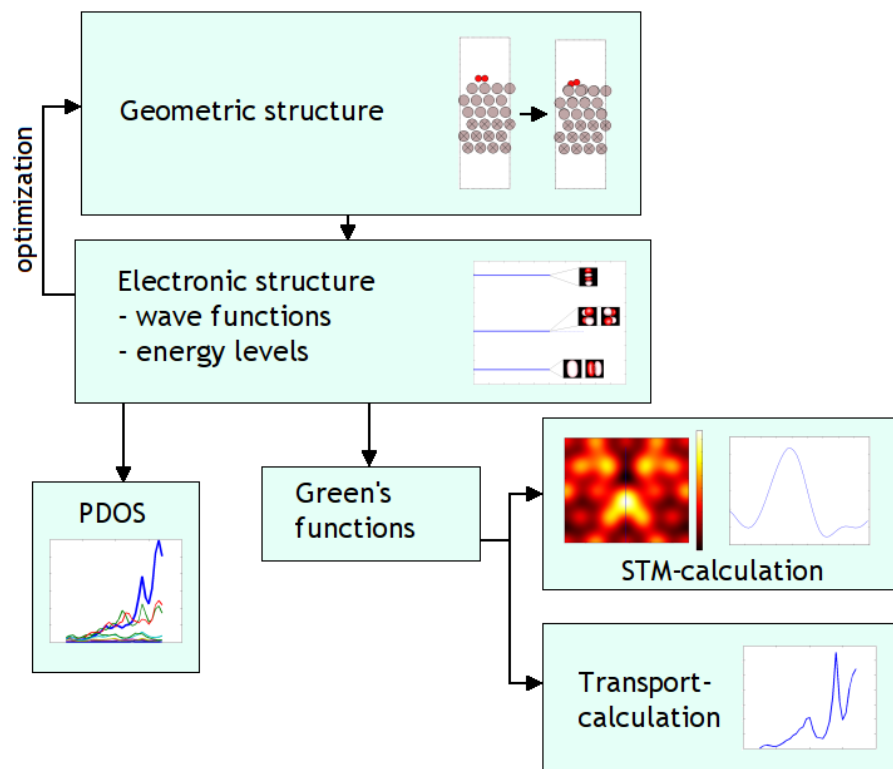 Geometric structure
optimization
Electronic structure
- wave functions
- energy levels
PDOS
Green's
functions
STM-calculation
Transport-
calculation